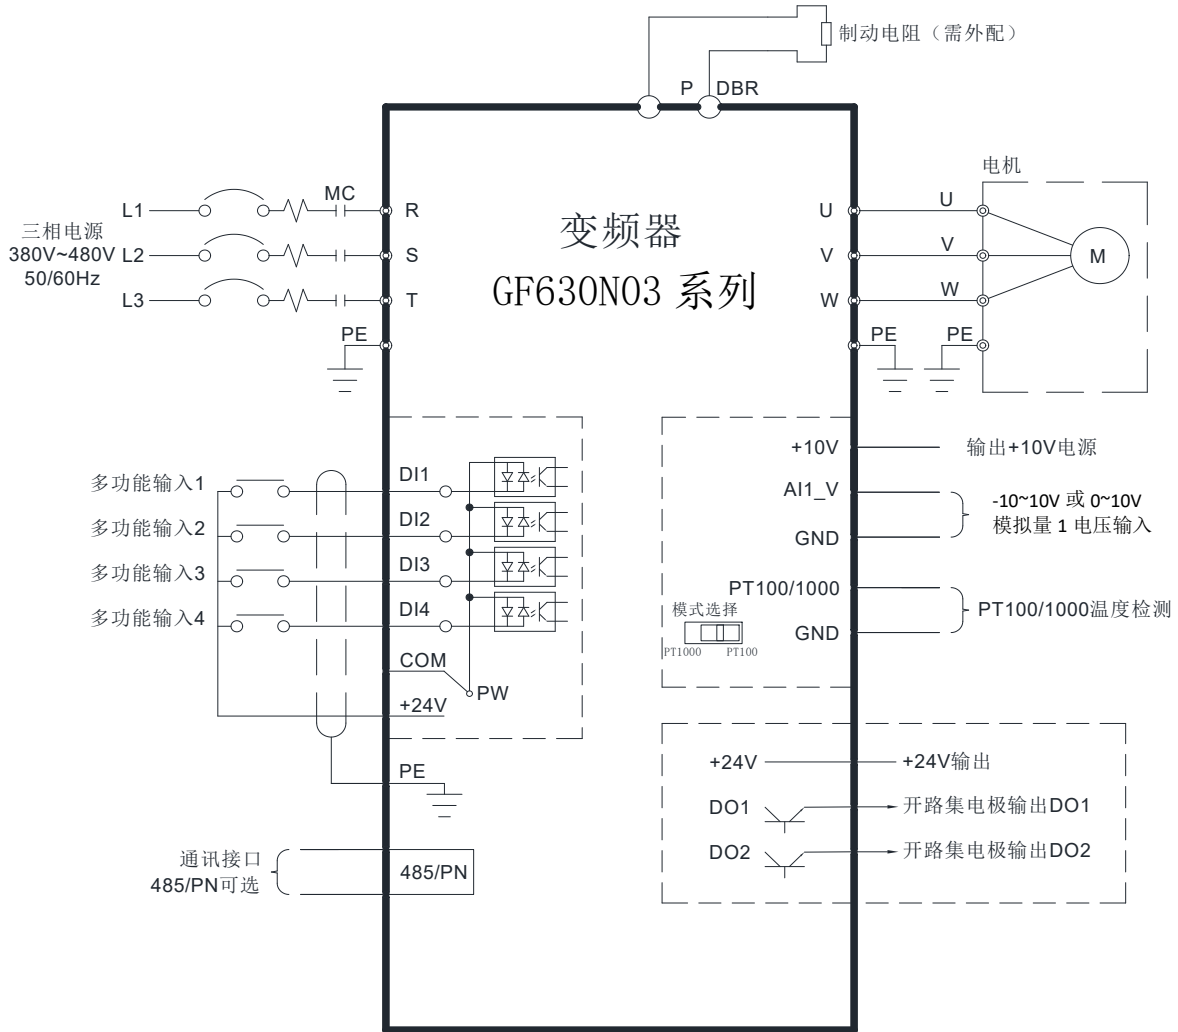 制动电阻（需外配）
P DBR
电机
L1 MC R
三相电源
380V~480V L2 S
50/60Hz
L3 T
PE
变频器
GF630N03 系列
U U
V V M
W W
PE PE
多功能输入1 DI1
多功能输入2 DI2
多功能输入3 DI3
多功能输入4 DI4
COM
PW
+24V
PE
通讯接口
485/PN可选
485/PN
+10V 输出+10V电源
AI1_V
-10~10V 或 0~10V
模拟量 1 电压输入
GND
PT100/1000
PT100/1000温度检测
GND
模式选择
PT1000 PT100
+24V +24V输出
DO1 开路集电极输出DO1
DO2 开路集电极输出DO2